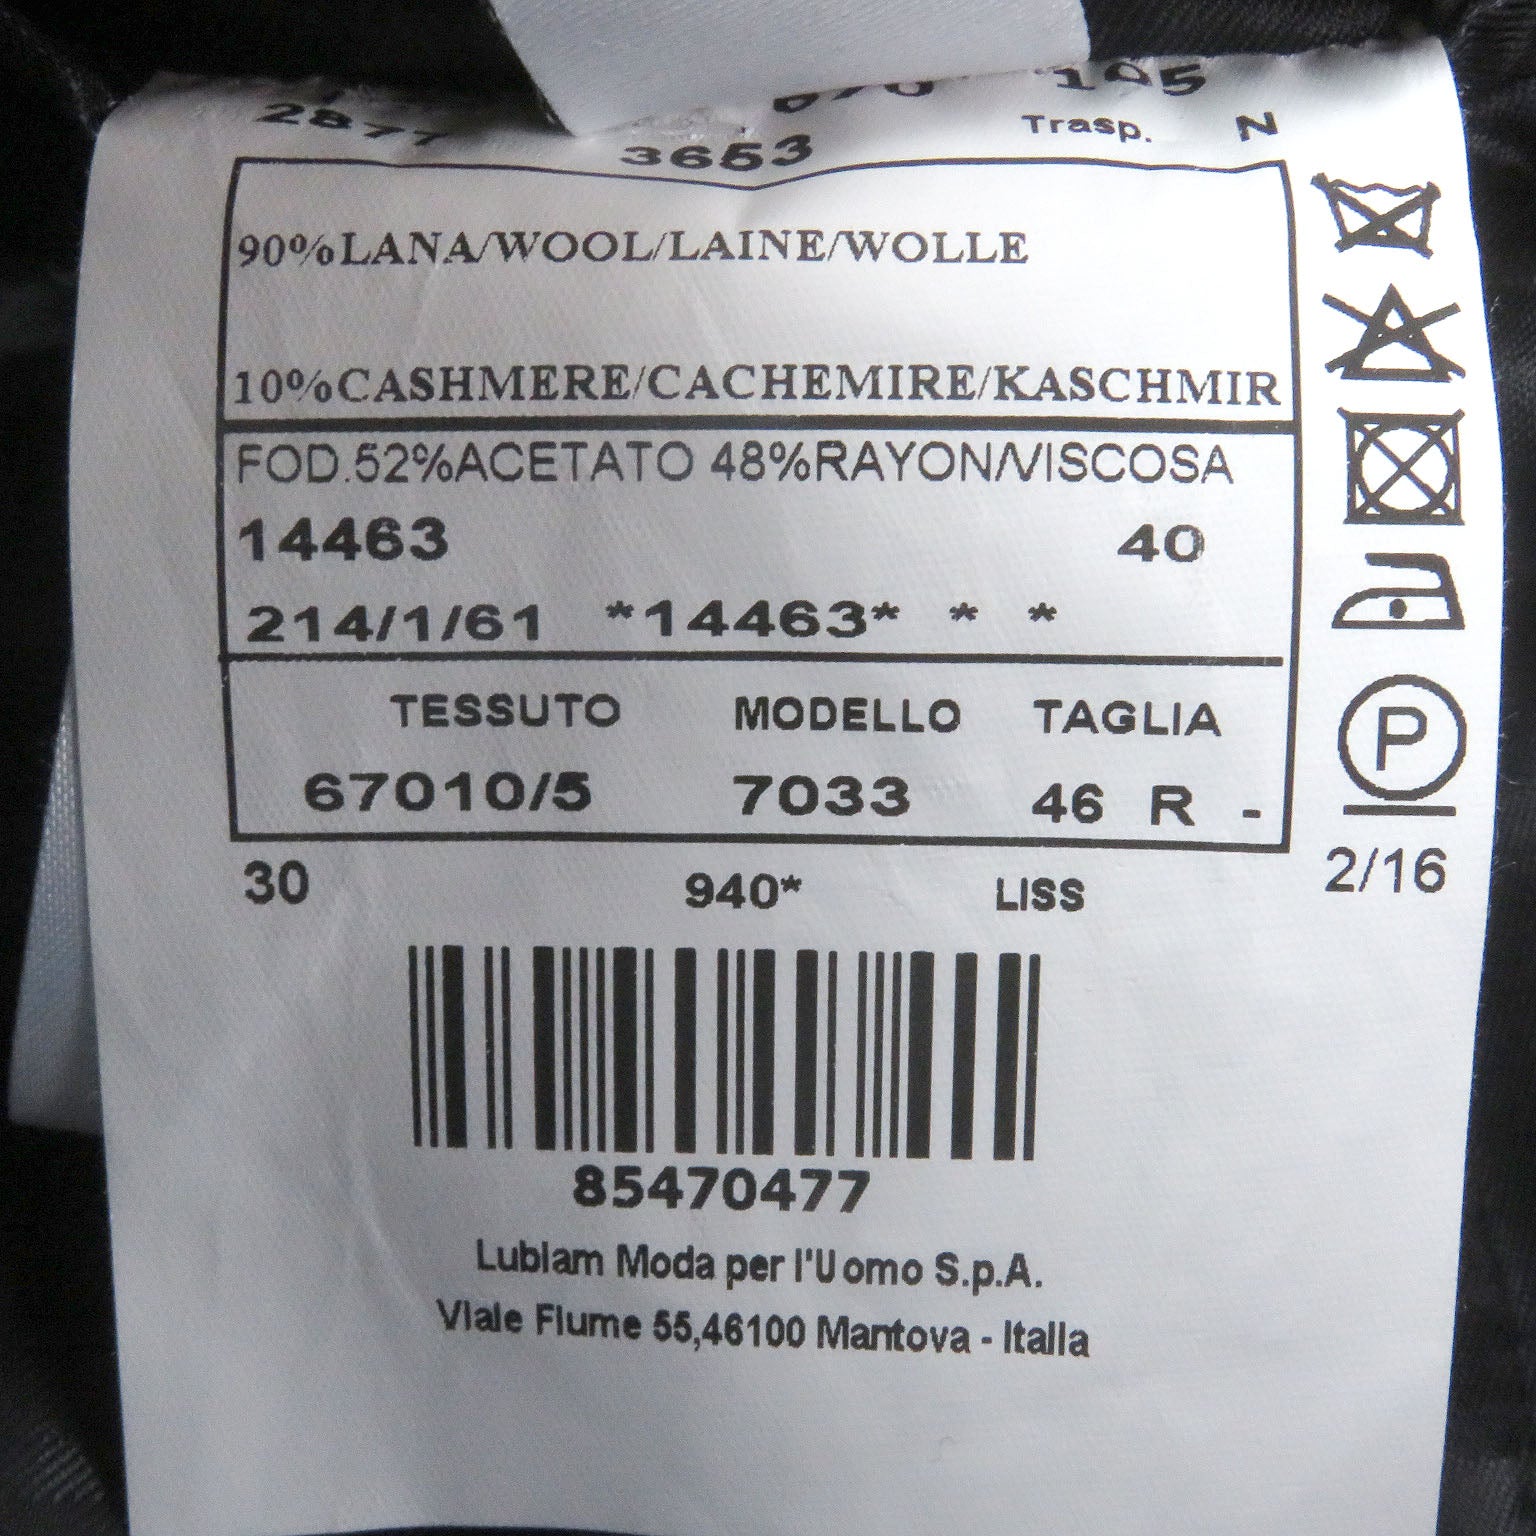 105
2877 3653 Trasp. N
90%LANA/WOOL/LAINE/WOLLE
10%CASHMERE/CACHEMIRE/KASCHMIR
FOD.52%ACETATO 48%RAYON/VISCOSA
14463 40
214/1/61 *14463* * *
TESSUTO MODELLO TAGLIA
67010/5 7033 46 R -
P
2/16
30 940* LISS
85470477
Lubiam Moda per l'Uomo S.p.A.
Viale Fiume 55,46100 Mantova - Italia